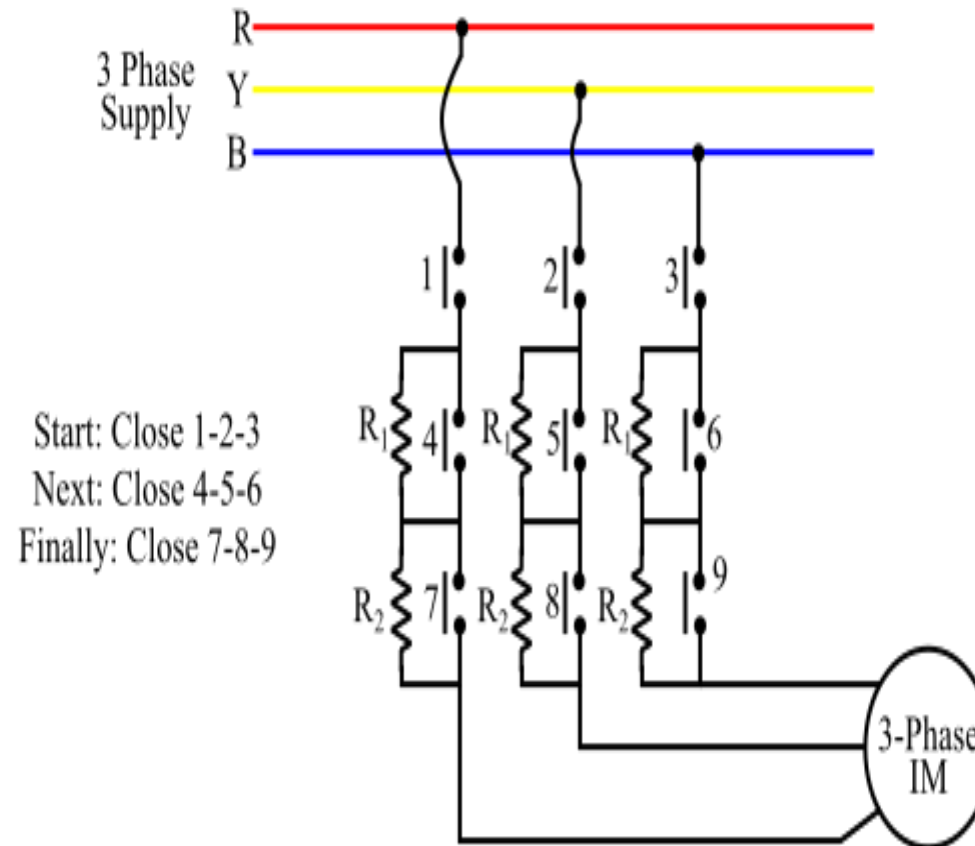 R
3 Phase
Supply
Y
B
1
2
3
R₁
4
R₁
5
R₁
6
Start: Close 1-2-3
Next: Close 4-5-6
Finally: Close 7-8-9
R₂
7
R₂
8
R₂
9
3-Phase
IM